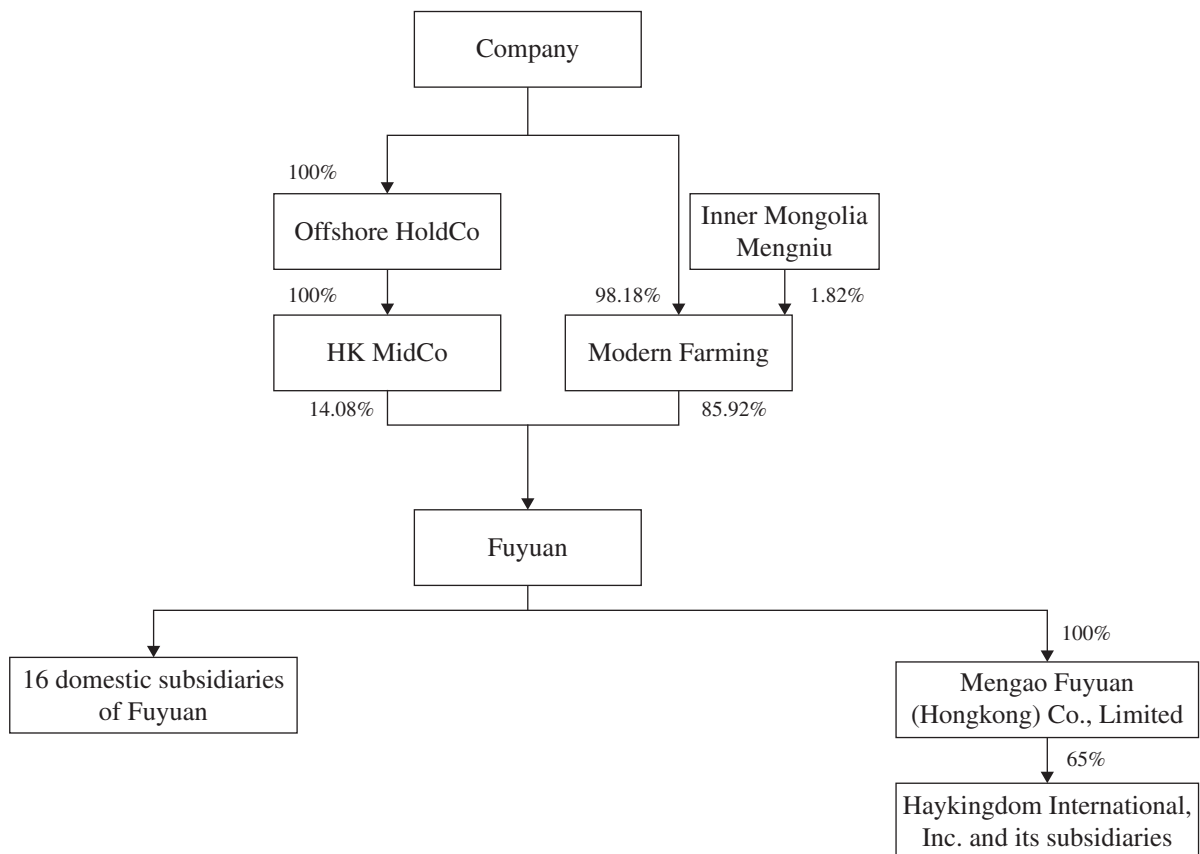 Company
100%
Offshore HoldCo
Inner Mongolia
Mengniu
100%
98.18%
1.82%
HK MidCo
Modern Farming
14.08%
85.92%
Fuyuan
100%
16 domestic subsidiaries
of Fuyuan
Mengao Fuyuan
(Hongkong) Co., Limited
65%
Haykingdom International,
Inc. and its subsidiaries